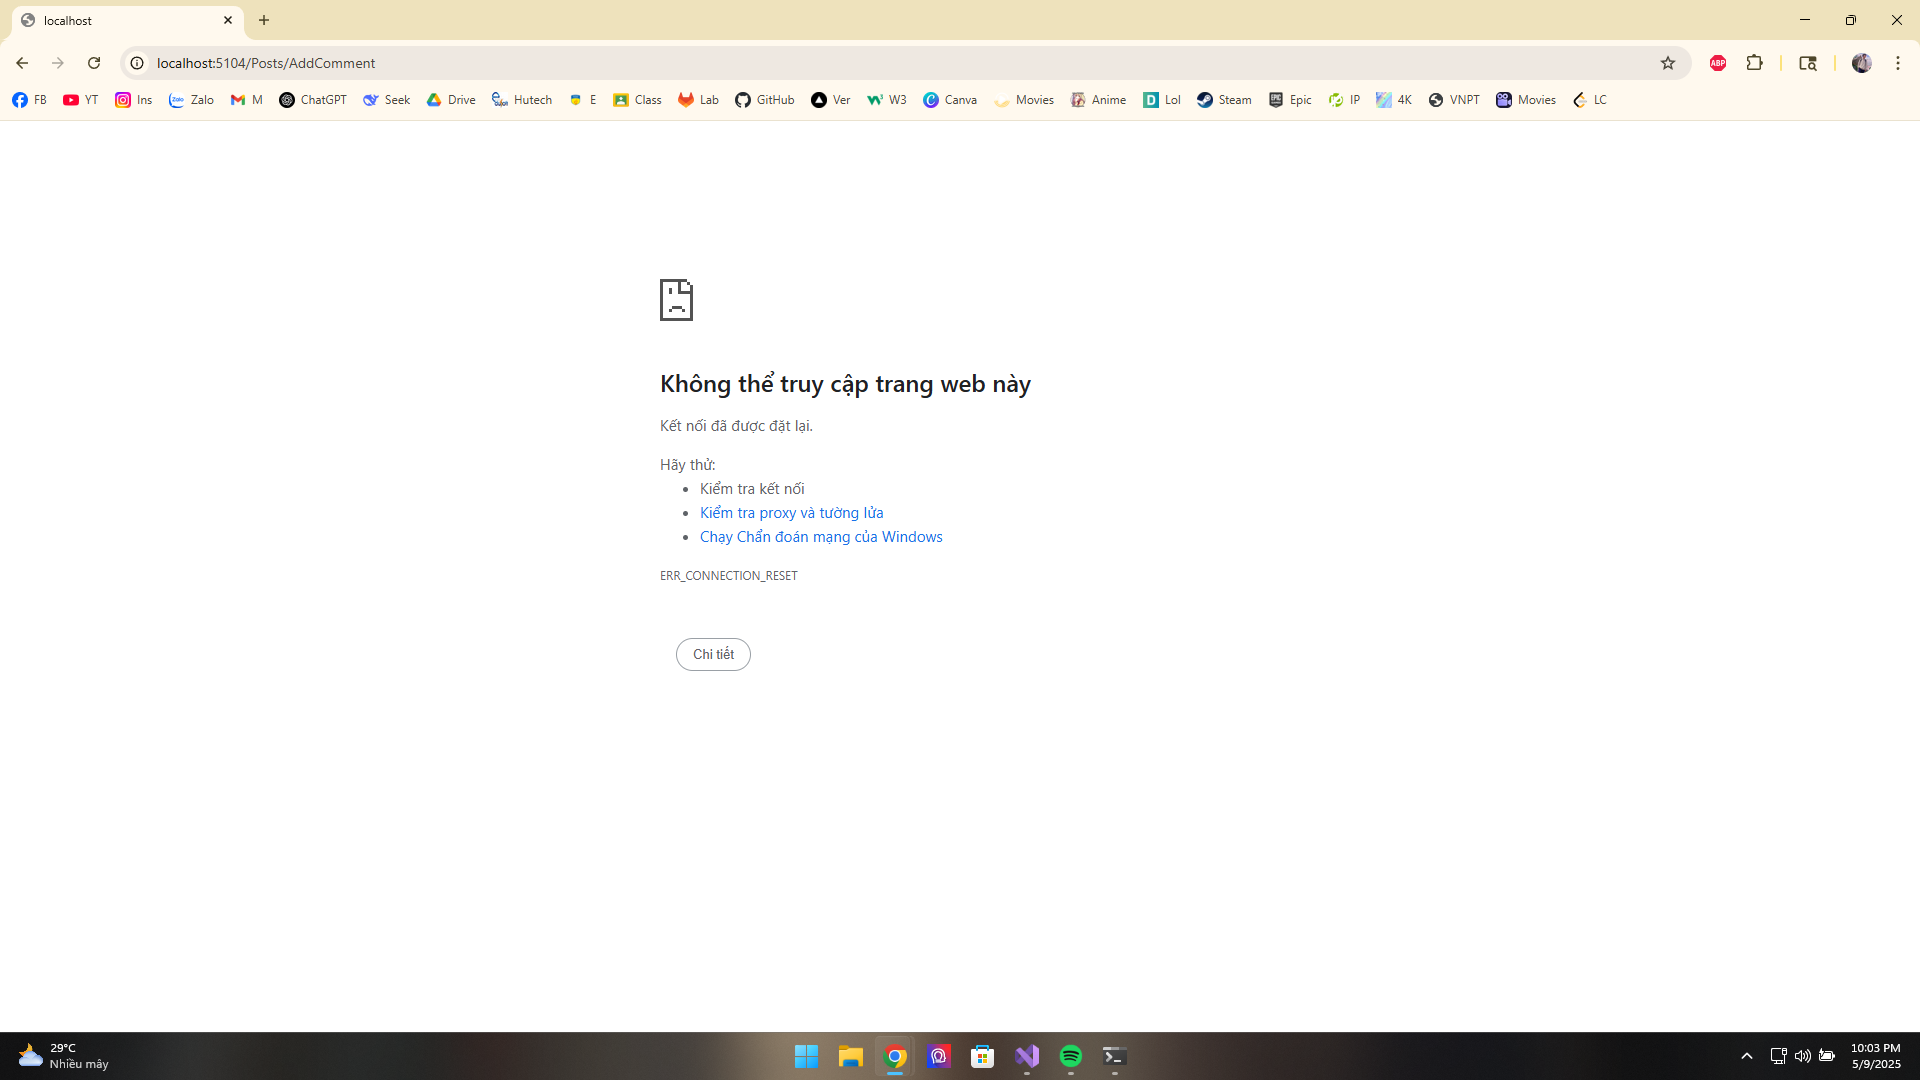 localhost
localhost:5104/Posts/AddComment
ABP
FB YT Ins Zalo M ChatGPT Seek Drive Hutech E Class Lab GitHub Ver W3 Canva Movies Anime Lol Steam Epic IP 4K VNPT Movies LC
Không thể truy cập trang web này
Kết nối đã được đặt lại.
Hãy thử:
Kiểm tra kết nối
Kiểm tra proxy và tường lửa
Chạy Chẩn đoán mạng của Windows
ERR_CONNECTION_RESET
Chi tiết
29°C
Nhiều mây
10:03 PM
5/9/2025